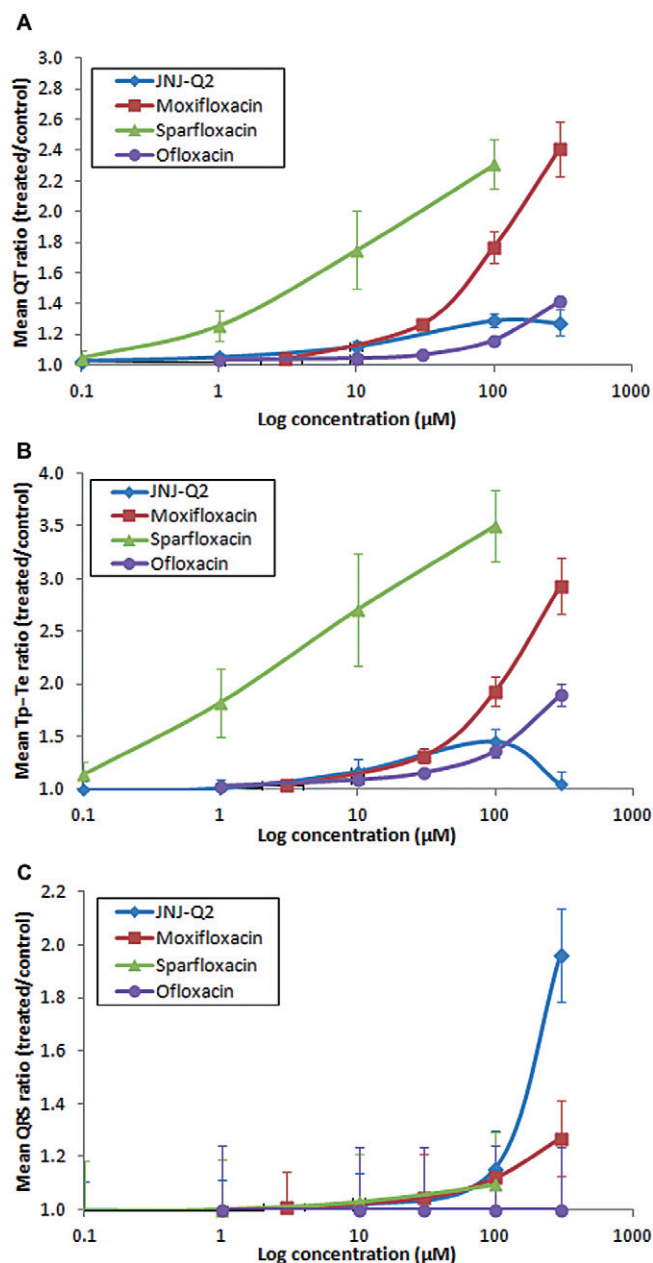 A
Mean QT ratio (treated/control)
3.0
2.8
2.6
2.4
2.2
2.0
1.8
1.6
1.4
1.2
1.0
JNJ-Q2
Moxifloxacin
Sparfloxacin
Ofloxacin
0.1 1 10 100 1000
Log concentration (µM)
B
Mean Tp–Te ratio (treated/control)
4.0
3.5
3.0
2.5
2.0
1.5
1.0
JNJ-Q2
Moxifloxacin
Sparfloxacin
Ofloxacin
0.1 1 10 100 1000
Log concentration (µM)
C
Mean QRS ratio (treated/control)
2.2
2.0
1.8
1.6
1.4
1.2
1.0
JNJ-Q2
Moxifloxacin
Sparfloxacin
Ofloxacin
0.1 1 10 100 1000
Log concentration (µM)